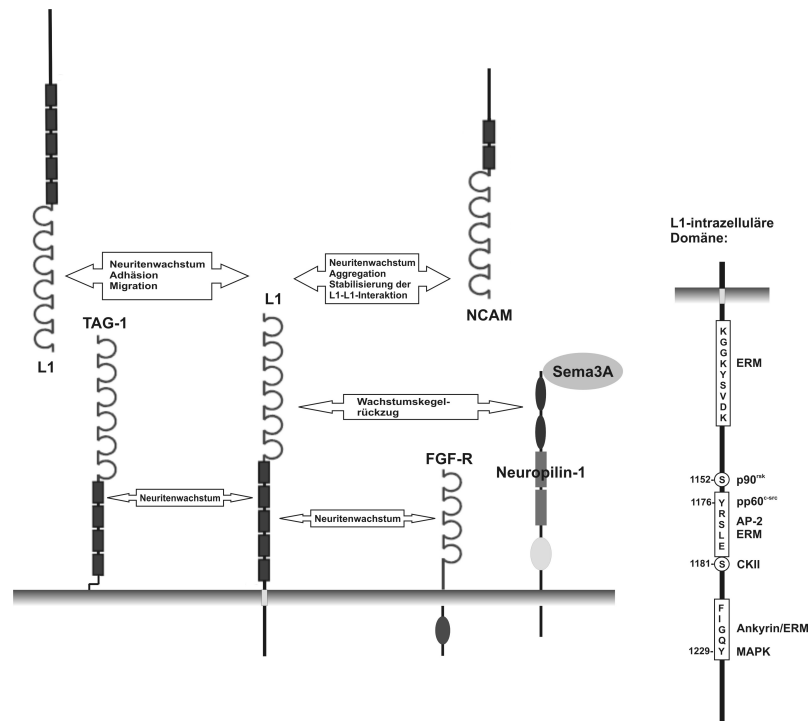 L1-intrazelluläre
Domäne:
Neuritenwachstum
Adhäsion
Migration
Neuritenwachstum
Aggregation
Stabilisierung der
L1-L1-Interaktion
L1
NCAM
TAG-1
L1
Sema3A
Wachstumskegel-
rückzug
FGF-R
Neuropilin-1
Neuritenwachstum
Neuritenwachstum
K
G
G
K
Y
S
V
D
K
ERM
1152- S p90rsk
1176- Y pp60c-src
R
S
L
E
AP-2
ERM
1181- S CKII
F
I
G
Q
Y
Ankyrin/ERM
1229- MAPK